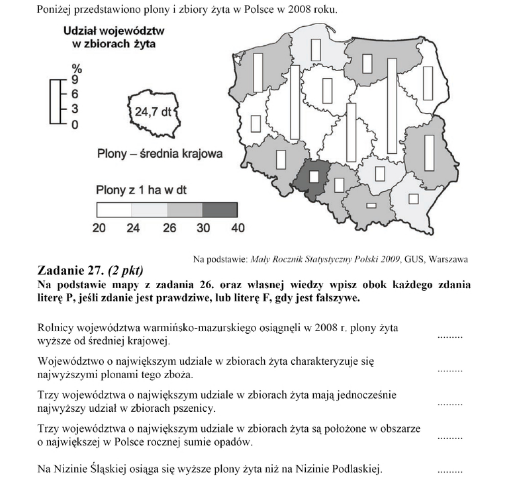 Poniżej przedstawiono plony i zbiory żyta w Polsce w 2008 roku.
Udział województw
w zbiorach żyta
%
9
6
3
0
24,7 dt
Plony – średnia krajowa
Plony z 1 ha w dt
20 24 26 30 40
Na podstawie: Mały Rocznik Statystyczny Polski 2009, GUS, Warszawa
Zadanie 27. (2 pkt)
Na podstawie mapy z zadania 26. oraz własnej wiedzy wpisz obok każdego zdania
literę P, jeśli zdanie jest prawdziwe, lub literę F, gdy jest fałszywe.
Rolnicy województwa warmińsko-mazurskiego osiągnęli w 2008 r. plony żyta
wyższe od średniej krajowej. .........
Województwo o największym udziale w zbiorach żyta charakteryzuje się
najwyższymi plonami tego zboża. .........
Trzy województwa o największym udziale w zbiorach żyta mają jednocześnie
najwyższy udział w zbiorach pszenicy. .........
Trzy województwa o największym udziale w zbiorach żyta są położone w obszarze
o największej w Polsce rocznej sumie opadów. .........
Na Nizinie Śląskiej osiąga się wyższe plony żyta niż na Nizinie Podlaskiej. .........